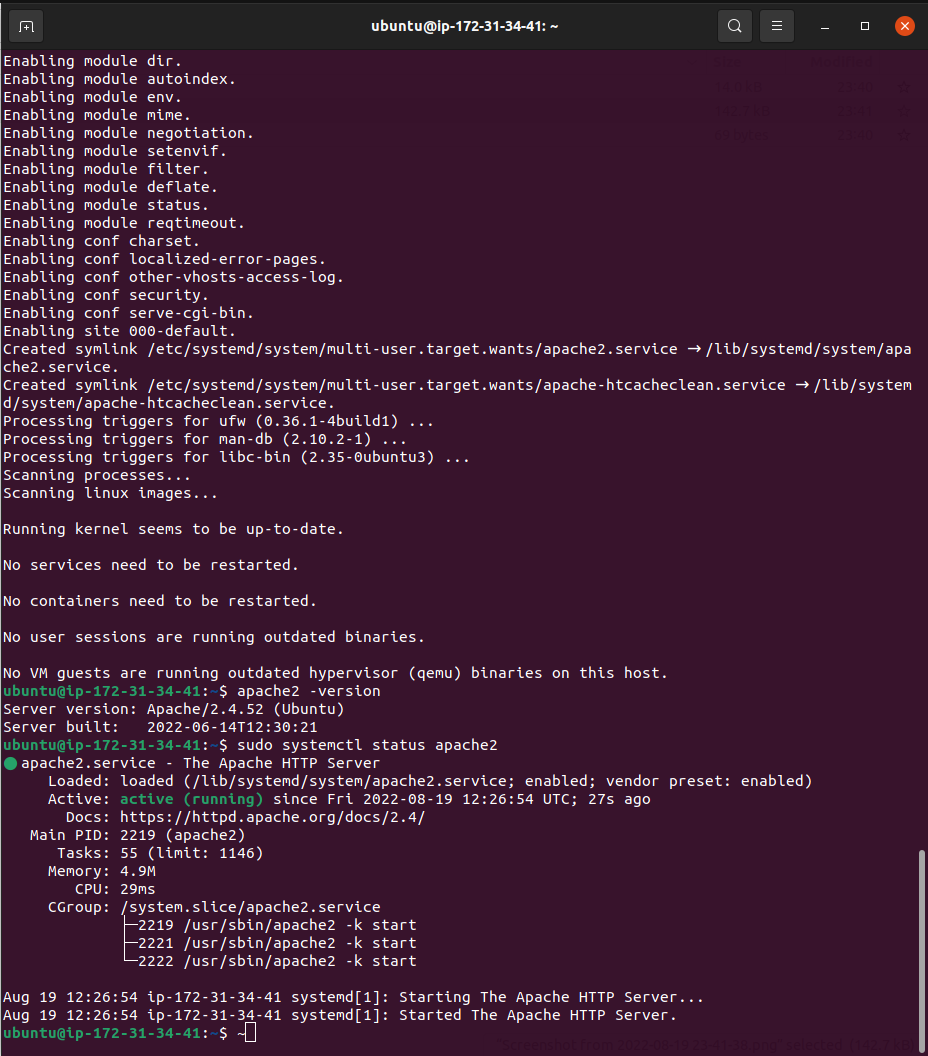 ubuntu@ip-172-31-34-41: ~
Enabling module dir.
Enabling module autoindex.
Enabling module env.
Enabling module mime.
Enabling module negotiation.
Enabling module setenvif.
Enabling module filter.
Enabling module deflate.
Enabling module status.
Enabling module reqtimeout.
Enabling conf charset.
Enabling conf localized-error-pages.
Enabling conf other-vhosts-access-log.
Enabling conf security.
Enabling conf serve-cgi-bin.
Enabling site 000-default.
Created symlink /etc/systemd/system/multi-user.target.wants/apache2.service → /lib/systemd/system/apa
che2.service.
Created symlink /etc/systemd/system/multi-user.target.wants/apache-htcacheclean.service → /lib/system
d/system/apache-htcacheclean.service.
Processing triggers for ufw (0.36.1-4build1) ...
Processing triggers for man-db (2.10.2-1) ...
Processing triggers for libc-bin (2.35-0ubuntu3) ...
Scanning processes...
Scanning linux images...
Running kernel seems to be up-to-date.
No services need to be restarted.
No containers need to be restarted.
No user sessions are running outdated binaries.
No VM guests are running outdated hypervisor (qemu) binaries on this host.
ubuntu@ip-172-31-34-41:~$ apache2 -version
Server version: Apache/2.4.52 (Ubuntu)
Server built:   2022-06-14T12:30:21
ubuntu@ip-172-31-34-41:~$ sudo systemctl status apache2
● apache2.service - The Apache HTTP Server
     Loaded: loaded (/lib/systemd/system/apache2.service; enabled; vendor preset: enabled)
     Active: active (running) since Fri 2022-08-19 12:26:54 UTC; 27s ago
       Docs: https://httpd.apache.org/docs/2.4/
   Main PID: 2219 (apache2)
      Tasks: 55 (limit: 1146)
     Memory: 4.9M
        CPU: 29ms
     CGroup: /system.slice/apache2.service
             ├─2219 /usr/sbin/apache2 -k start
             ├─2221 /usr/sbin/apache2 -k start
             └─2222 /usr/sbin/apache2 -k start
Aug 19 12:26:54 ip-172-31-34-41 systemd[1]: Starting The Apache HTTP Server...
Aug 19 12:26:54 ip-172-31-34-41 systemd[1]: Started The Apache HTTP Server.
ubuntu@ip-172-31-34-41:~$ ~